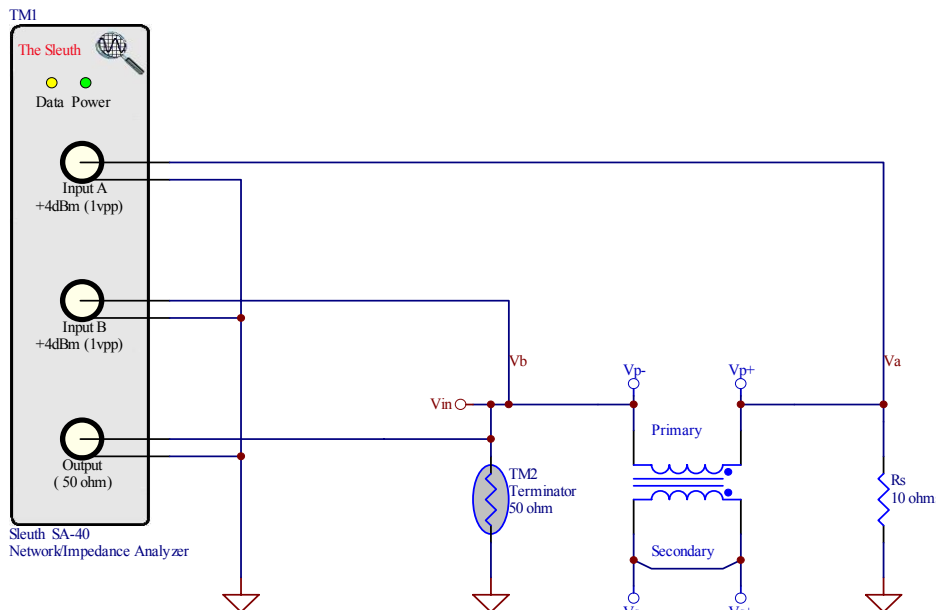 TM1
The Sleuth
Data Power
Input A
+4dBm (1vpp)
Input B
+4dBm (1vpp)
Output
( 50 ohm)
Sleuth SA-40
Network/Impedance Analyzer
Vb
Vin
TM2
Terminator
50 ohm
Vp-
Vp+
Primary
Secondary
Va
Rs
10 ohm